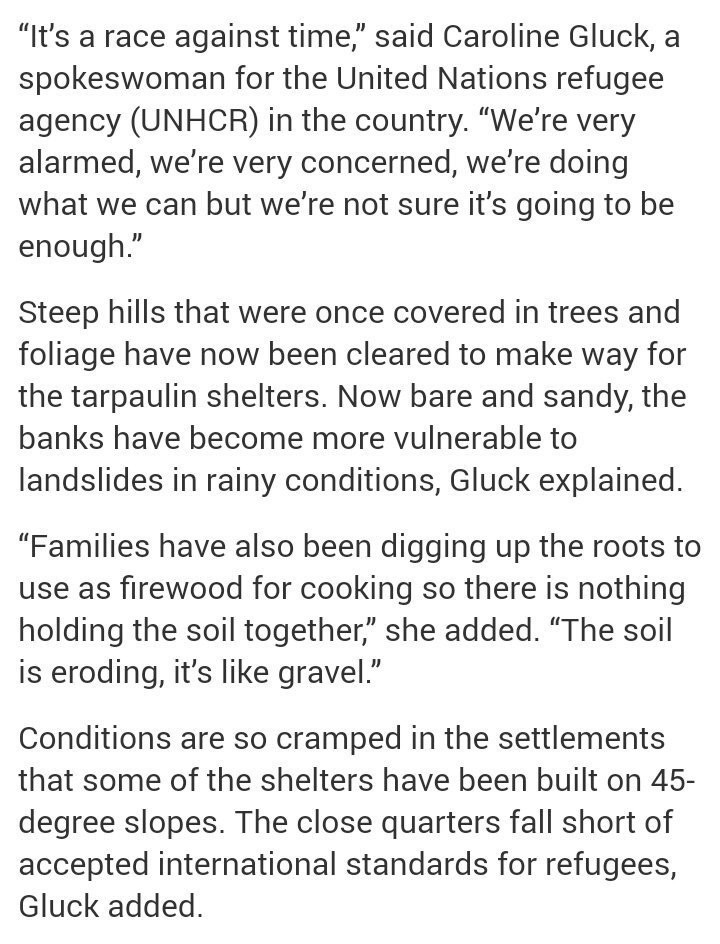 “It’s a race against time,” said Caroline Gluck, a
spokeswoman for the United Nations refugee
agency (UNHCR) in the country. “We’re very
alarmed, we’re very concerned, we’re doing
what we can but we’re not sure it’s going to be
enough.”
Steep hills that were once covered in trees and
foliage have now been cleared to make way for
the tarpaulin shelters. Now bare and sandy, the
banks have become more vulnerable to
landslides in rainy conditions, Gluck explained.
“Families have also been digging up the roots to
use as firewood for cooking so there is nothing
holding the soil together,” she added. “The soil
is eroding, it’s like gravel.”
Conditions are so cramped in the settlements
that some of the shelters have been built on 45-
degree slopes. The close quarters fall short of
accepted international standards for refugees,
Gluck added.